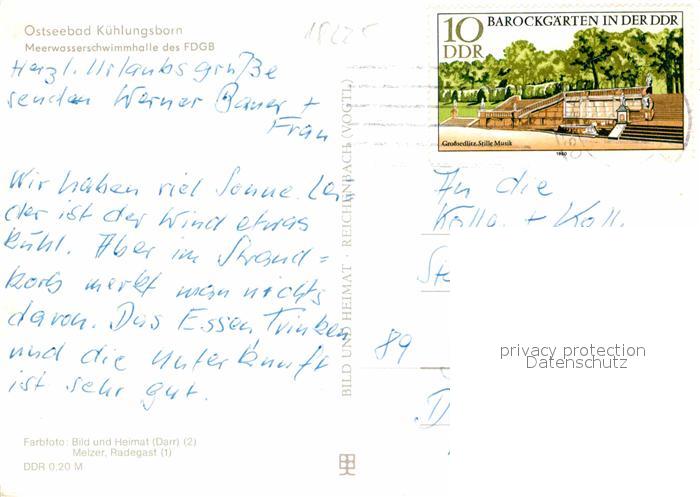 Ostseebad Kühlungsborn
Meerwasserschwimmhalle des FDGB
Herzl. Urlaubsgrüße
senden Werner Bauer +
Frau
Wir haben viel Sonne. Lei
der ist der Wind etwas
kühl. Aber im Strand=
korb merkt man nichts
davon. Das Essen, Trinken
und die Unterkunft
ist sehr gut.
Farbfoto: Bild und Heimat (Darr) (2)
Melzer, Radegast (1)
DDR 0,20 M
BILD UND HEIMAT · REICHENBACH (VOGTL)
10
DDR
BAROCKGÄRTEN IN DER DDR
Großsedlitz, Stille Musik
1980
An die
Koll. + Koll.
89
privacy protection
Datenschutz